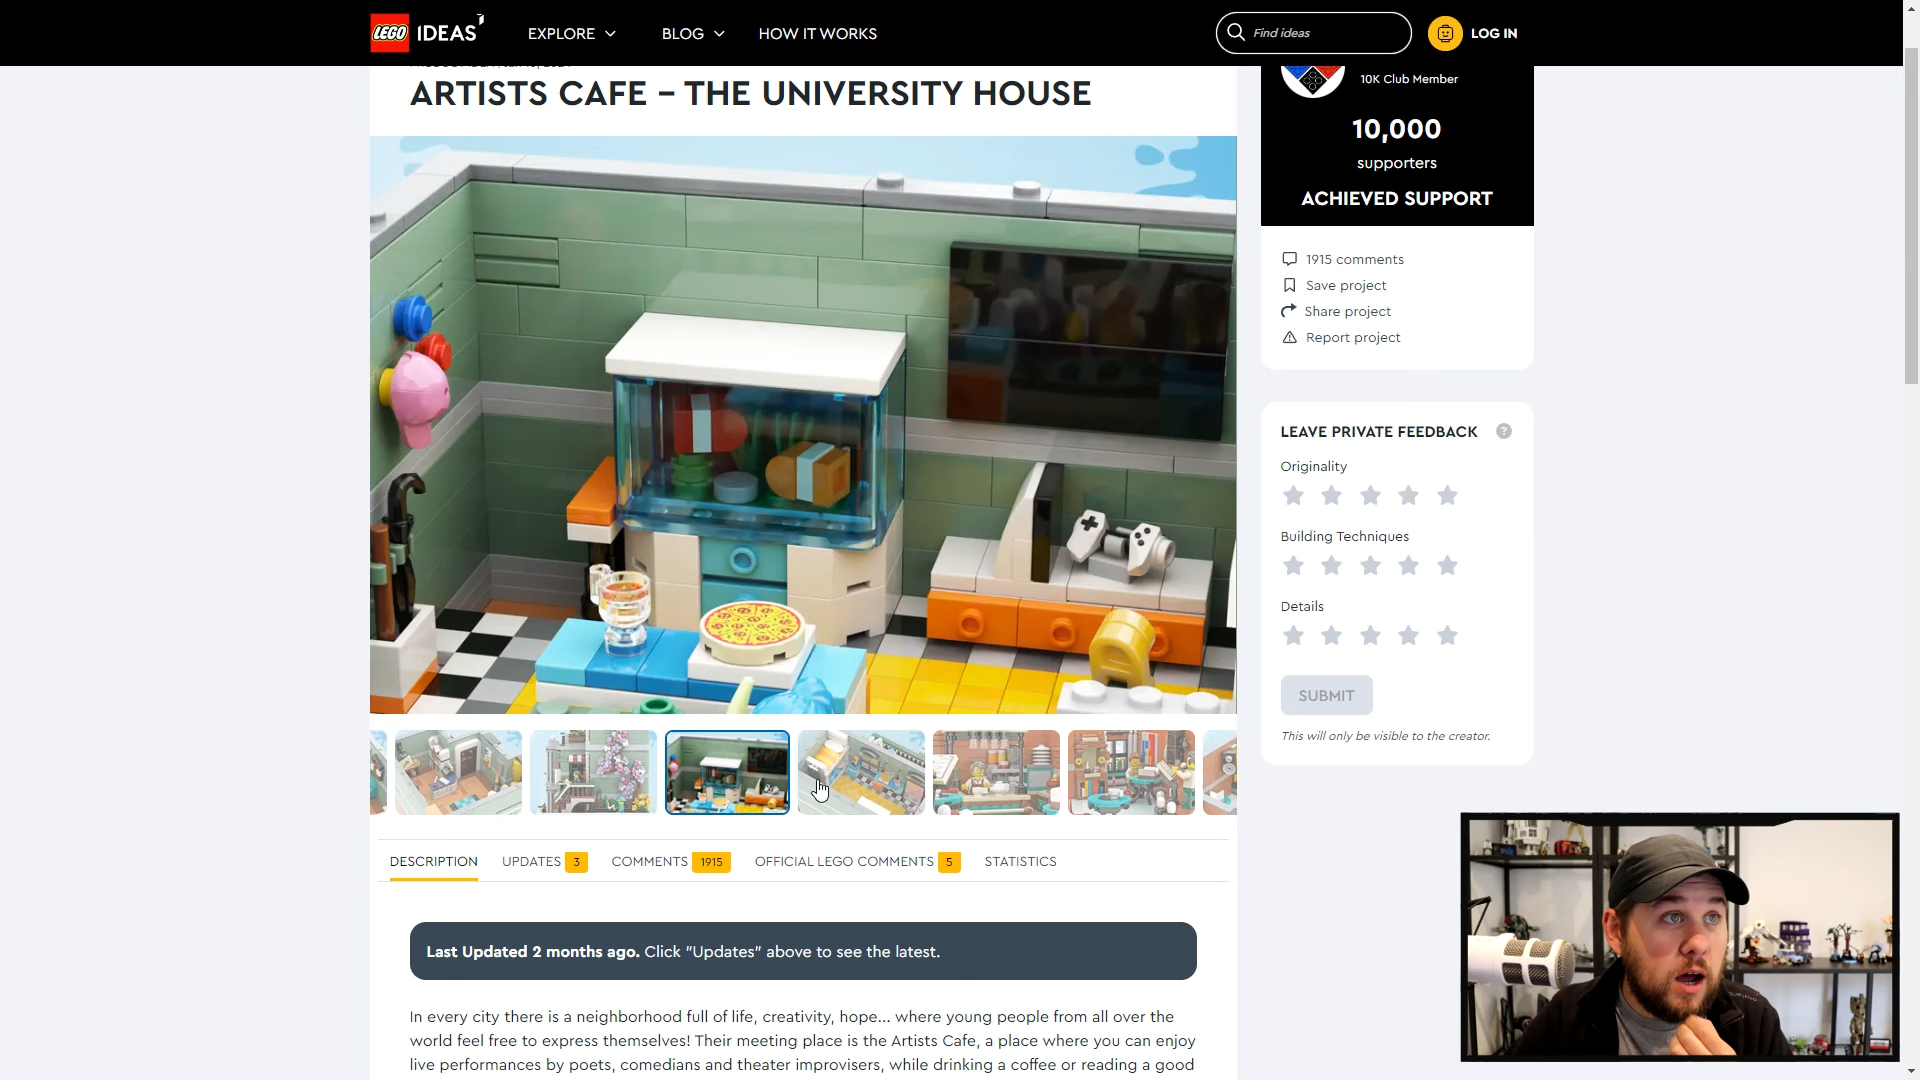 LEGO IDEAS
EXPLORE
BLOG
HOW IT WORKS
Find ideas
LOG IN
ARTISTS CAFE – THE UNIVERSITY HOUSE
10K Club Member
10,000
supporters
ACHIEVED SUPPORT
1915 comments
Save project
Share project
Report project
LEAVE PRIVATE FEEDBACK ?
Originality
Building Techniques
Details
SUBMIT
This will only be visible to the creator.
DESCRIPTION
UPDATES 3
COMMENTS 1915
OFFICIAL LEGO COMMENTS 5
STATISTICS
Last Updated 2 months ago. Click "Updates" above to see the latest.
In every city there is a neighborhood full of life, creativity, hope... where young people from all over the
world feel free to express themselves! Their meeting place is the Artists Cafe, a place where you can enjoy
live performances by poets, comedians and theater improvisers, while drinking a coffee or reading a good